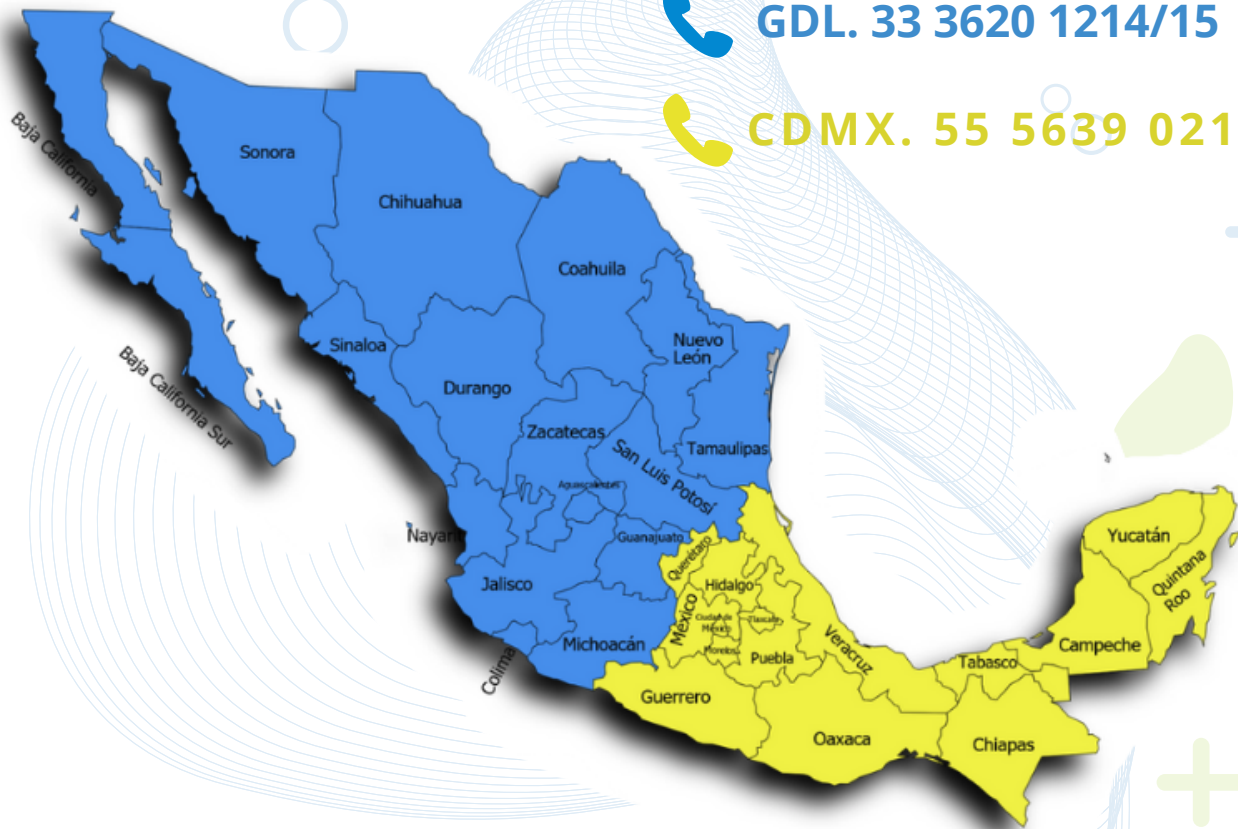 GDL. 33 3620 1214/15
CDMX. 55 5639 021
Baja California
Sonora
Chihuahua
Coahuila
Nuevo
León
Sinaloa
Durango
Baja California Sur
Zacatecas
San Luis Potosí
Tamaulipas
Aguascalientes
Nayarit
Guanajuato
Querétaro
Jalisco
Hidalgo
México
Ciudad de
México
Tlaxcala
Morelos
Michoacán
Colima
Puebla
Veracruz
Guerrero
Oaxaca
Tabasco
Chiapas
Campeche
Yucatán
Quintana
Roo